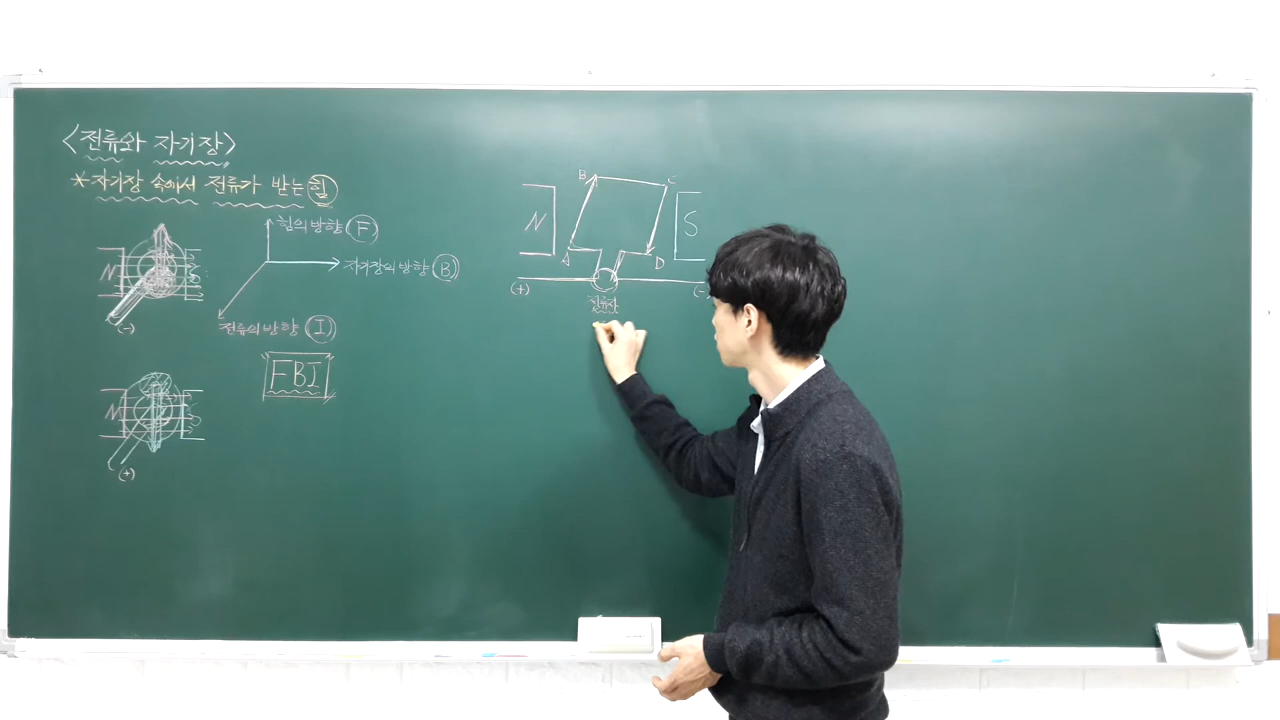 <전류와 자기장>
*자기장 속에서 전류가 받는 힘
힘의 방향 F
자기장의 방향 B
전류의 방향 I
FBI
N
(-)
N
(+)
B C
N S
A D
(+) (-)
정류자